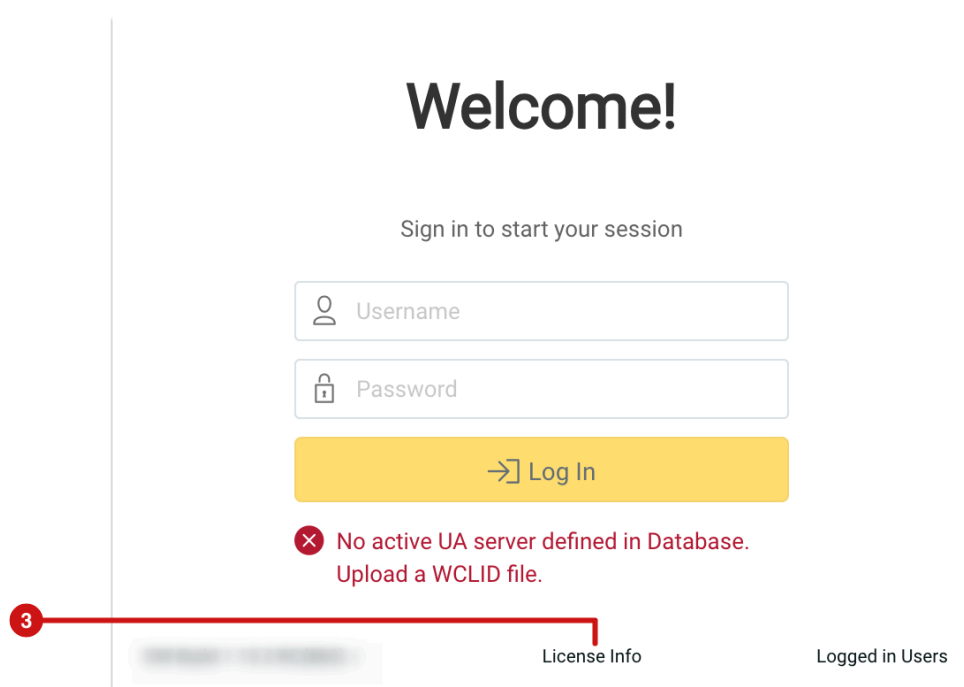 Welcome!
Sign in to start your session
Username
Password
Log In
No active UA server defined in Database.
Upload a WCLID file.
3
License Info
Logged in Users